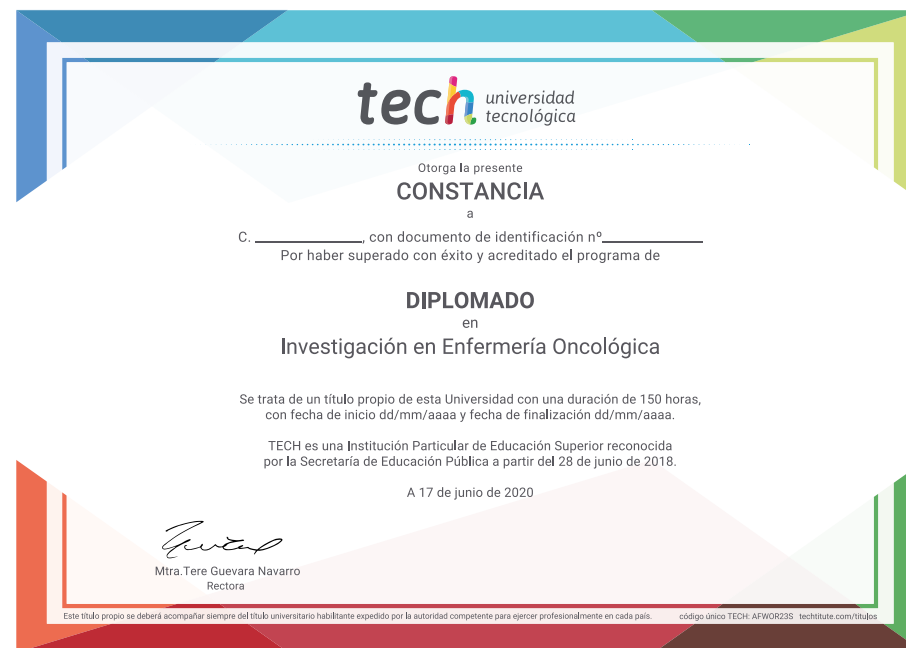 tech universidad
tecnológica
Otorga la presente
CONSTANCIA
a
C. ______________, con documento de identificación nº_____________
Por haber superado con éxito y acreditado el programa de
DIPLOMADO
en
Investigación en Enfermería Oncológica
Se trata de un título propio de esta Universidad con una duración de 150 horas,
con fecha de inicio dd/mm/aaaa y fecha de finalización dd/mm/aaaa.
TECH es una Institución Particular de Educación Superior reconocida
por la Secretaría de Educación Pública a partir del 28 de junio de 2018.
A 17 de junio de 2020
Mtra.Tere Guevara Navarro
Rectora
Este título propio se deberá acompañar siempre del título universitario habilitante expedido por la autoridad competente para ejercer profesionalmente en cada país. código único TECH: AFWOR23S techtitute.com/titulos